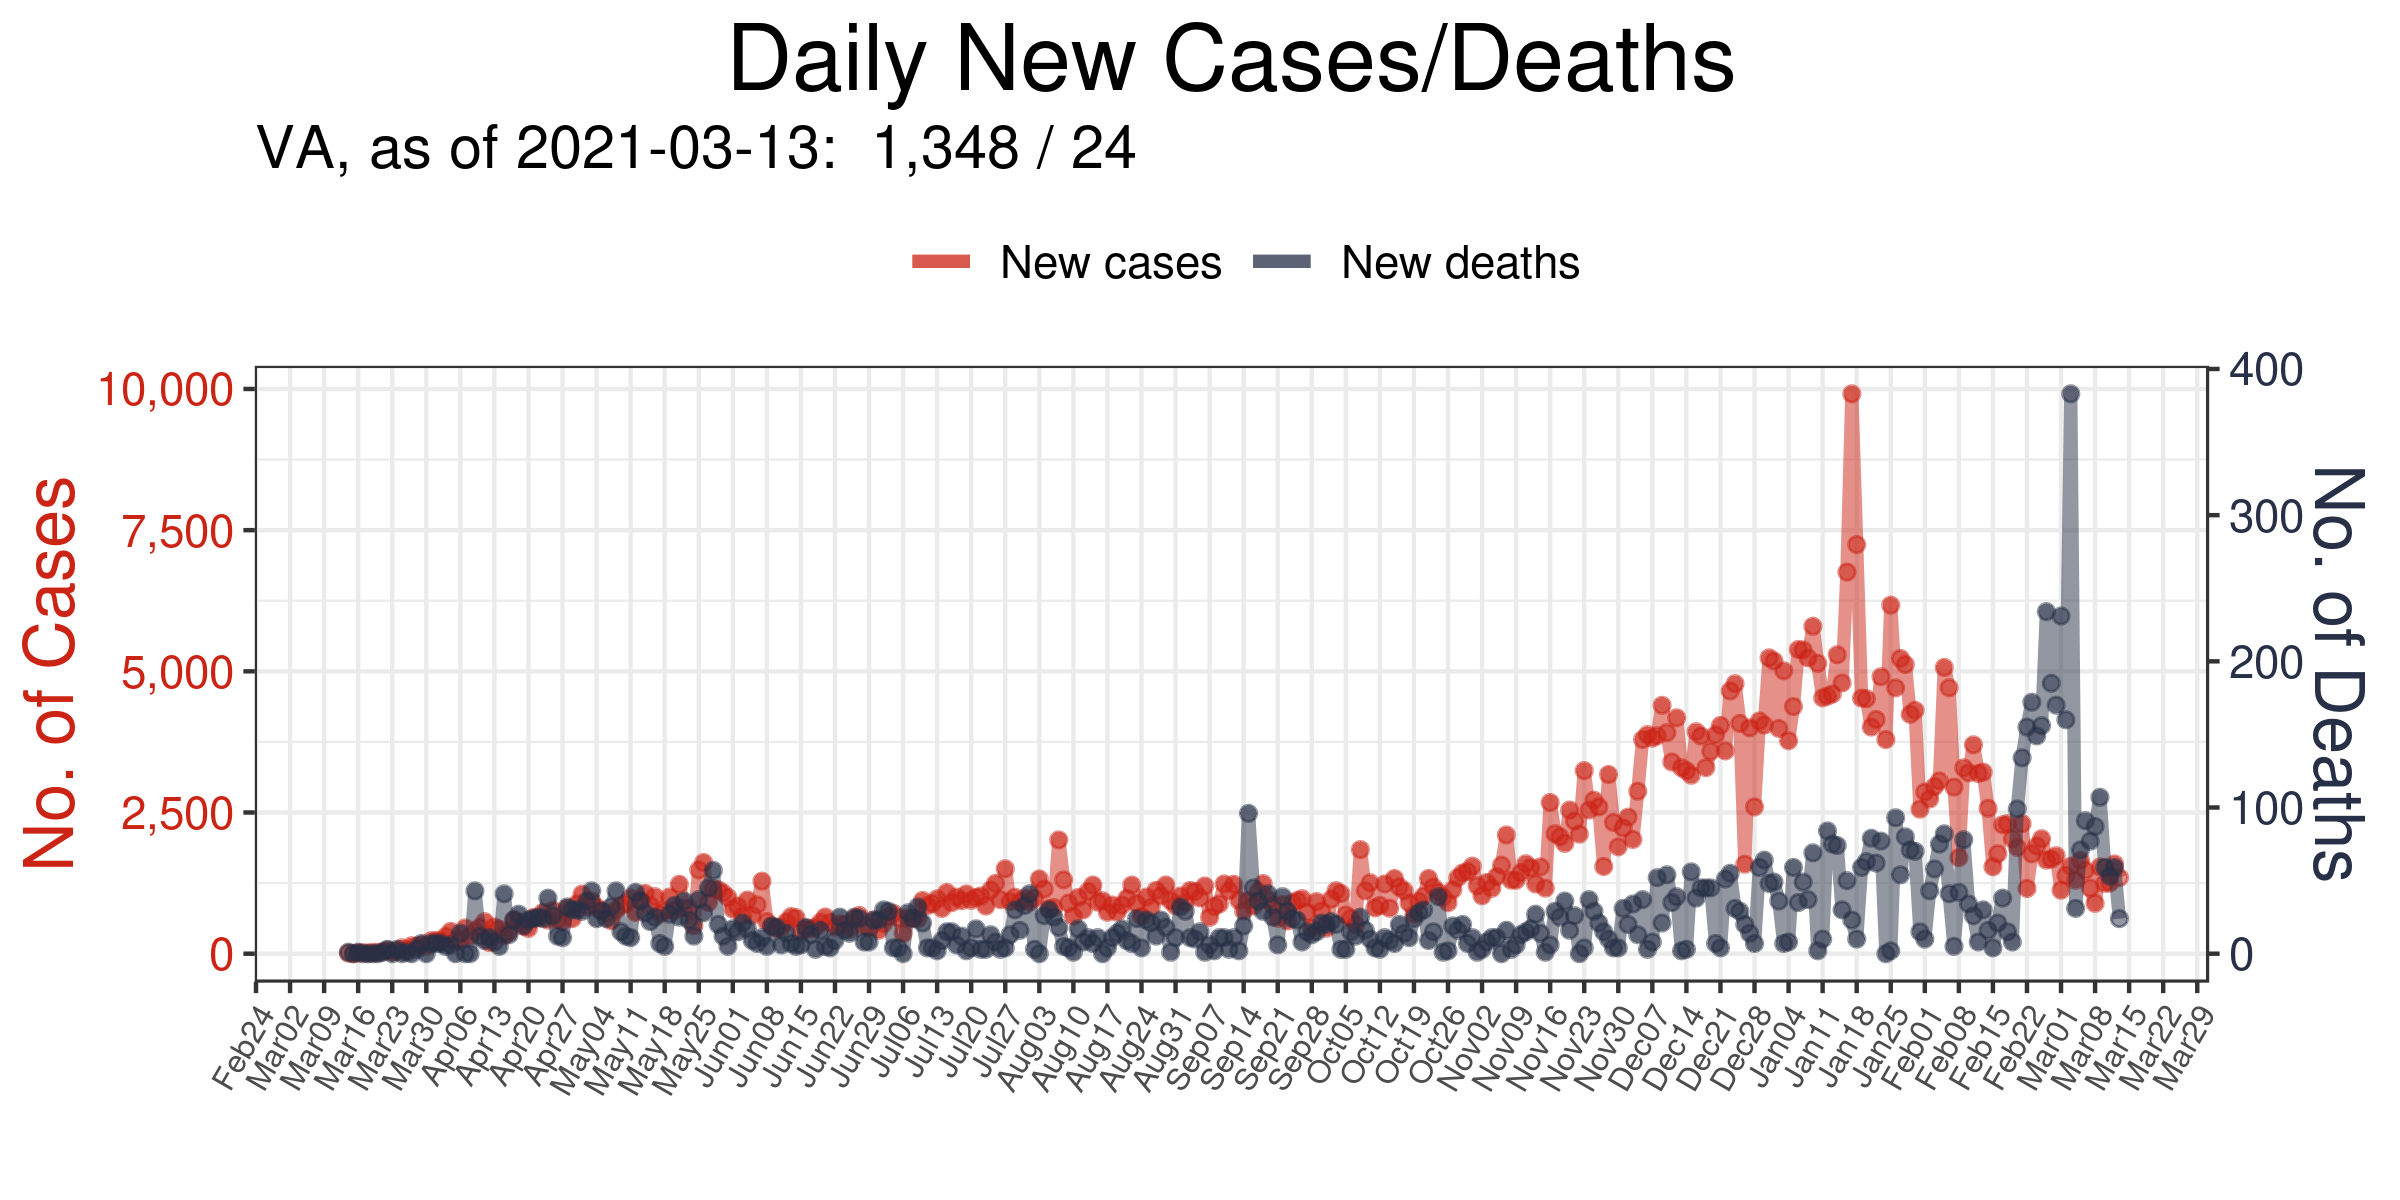 Daily New Cases/Deaths
VA, as of 2021-03-13:  1,348 / 24
New cases
New deaths
No. of Cases
10,000
7,500
5,000
2,500
0
400
300
200
100
0
No. of Deaths
Feb24
Mar02
Mar09
Mar16
Mar23
Mar30
Apr06
Apr13
Apr20
Apr27
May04
May11
May18
May25
Jun01
Jun08
Jun15
Jun22
Jun29
Jul06
Jul13
Jul20
Jul27
Aug03
Aug10
Aug17
Aug24
Aug31
Sep07
Sep14
Sep21
Sep28
Oct05
Oct12
Oct19
Oct26
Nov02
Nov09
Nov16
Nov23
Nov30
Dec07
Dec14
Dec21
Dec28
Jan04
Jan11
Jan18
Jan25
Feb01
Feb08
Feb15
Feb22
Mar01
Mar08
Mar15
Mar22
Mar29